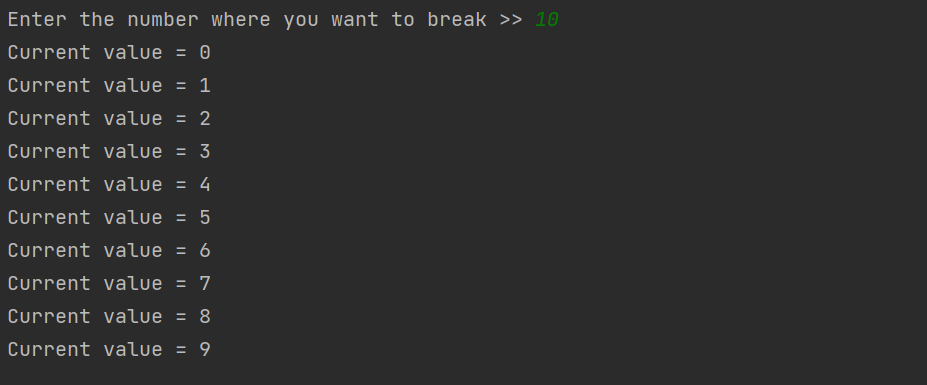 Enter the number where you want to break >> 10
Current value = 0
Current value = 1
Current value = 2
Current value = 3
Current value = 4
Current value = 5
Current value = 6
Current value = 7
Current value = 8
Current value = 9